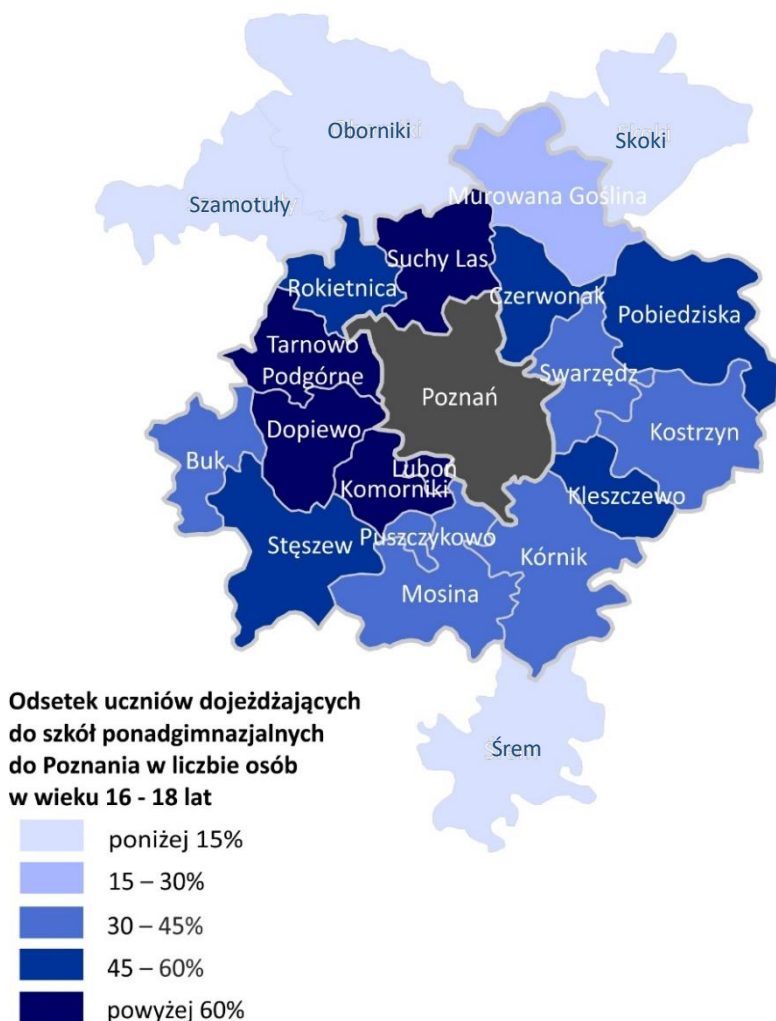 Oborniki
Skoki
Szamotuły
Murowana Goślina
Suchy Las
Rokietnica
Czerwonak
Pobiedziska
Tarnowo
Podgórne
Swarzędz
Poznań
Kostrzyn
Dopiewo
Buk
Luboń
Komorniki
Kleszczewo
Puszczykowo
Stęszew
Kórnik
Mosina
Śrem
Odsetek uczniów dojeżdżających
do szkół ponadgimnazjalnych
do Poznania w liczbie osób
w wieku 16 - 18 lat
poniżej 15%
15 – 30%
30 – 45%
45 – 60%
powyżej 60%